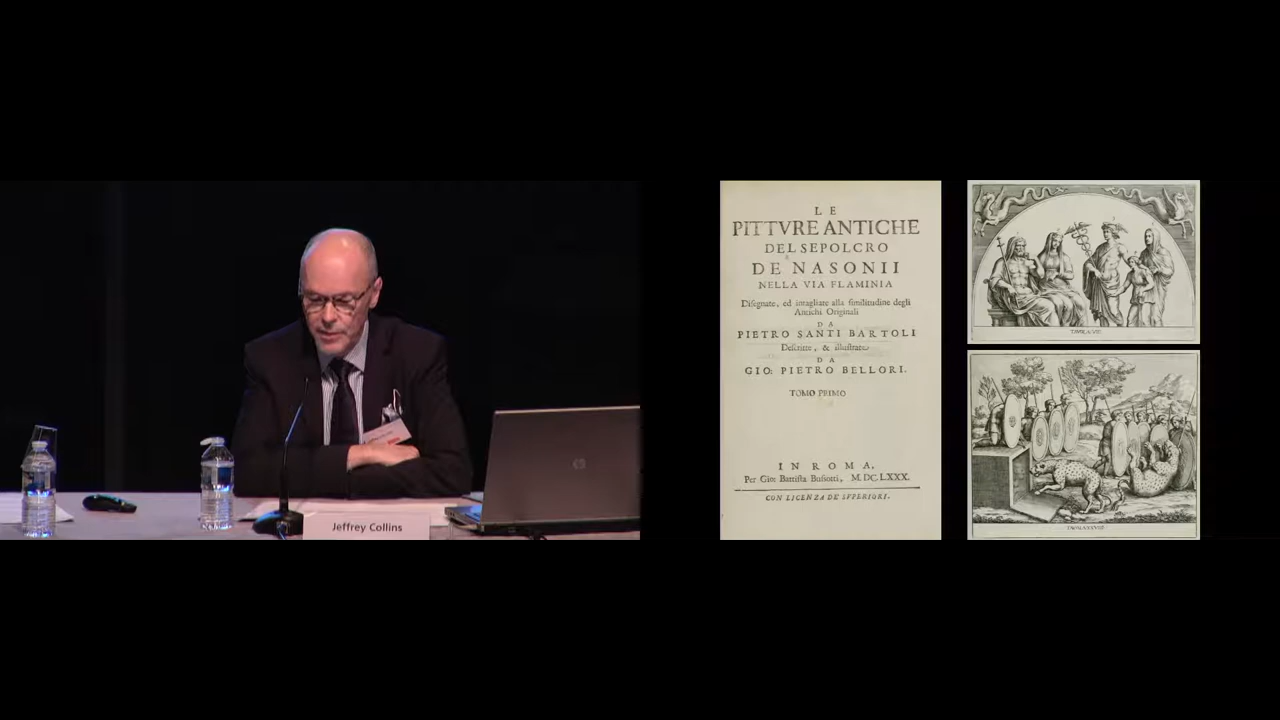 Jeffrey Collins
LE
PITTVRE ANTICHE
DEL SEPOLCRO
DE NASONII
NELLA VIA FLAMINIA
Disegnate, ed intagliate alla similitudine degli
Antichi Originali
DA
PIETRO SANTI BARTOLI
Descritte, & illustrate
DA
GIO: PIETRO BELLORI.
TOMO PRIMO
IN ROMA,
Per Gio: Battista Bussotti, M.DC.LXXX.
CON LICENZA DE SVPERIORI.